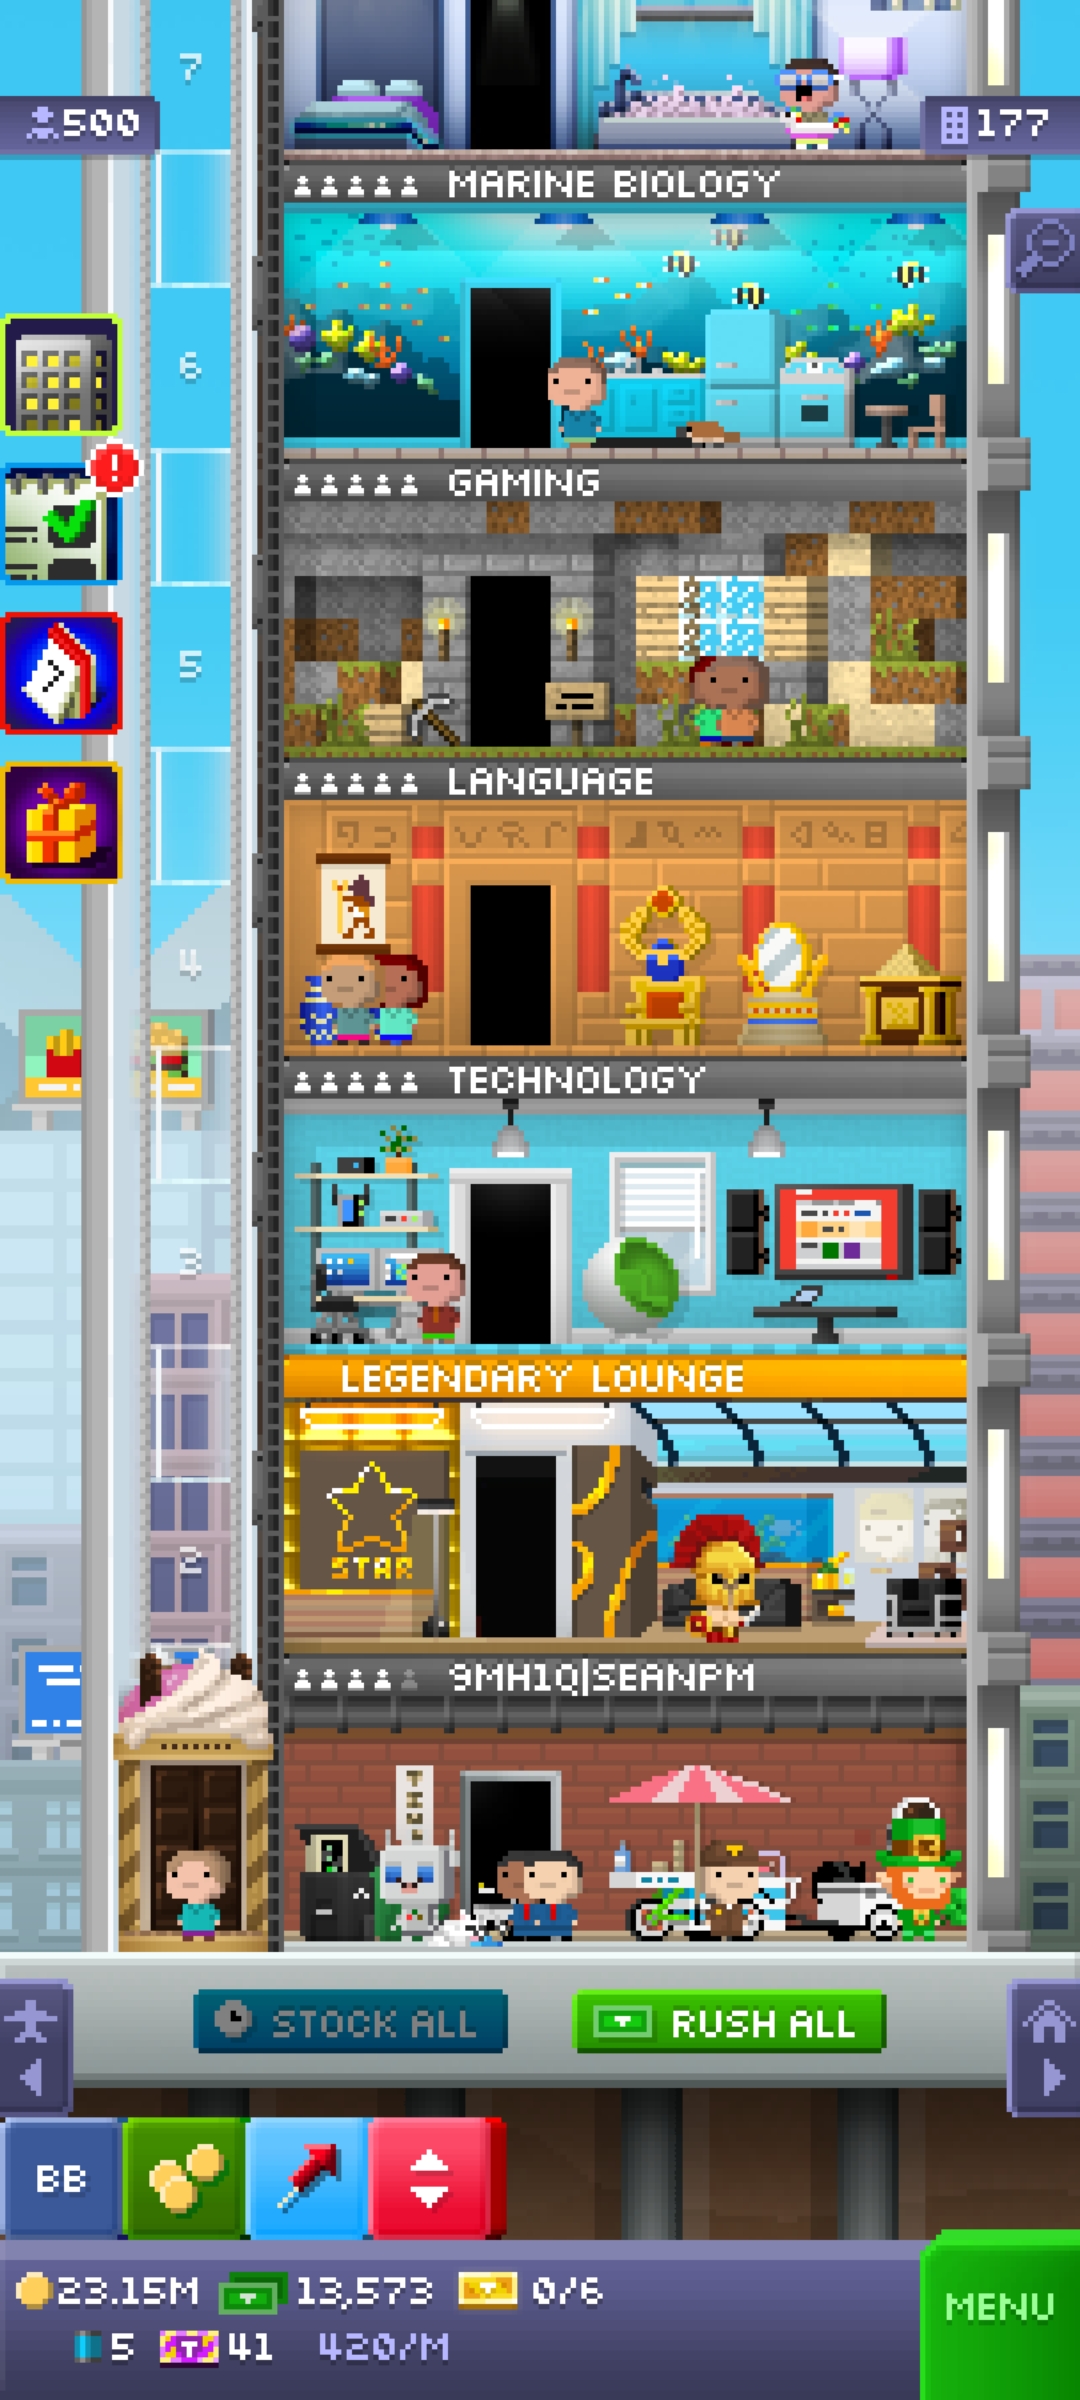 7
500
177
MARINE BIOLOGY
6
GAMING
5
LANGUAGE
4
TECHNOLOGY
3
LEGENDARY LOUNGE
STAR
2
9MH1Q|SEANPM
STOCK ALL
RUSH ALL
BB
23.15M 13,573 0/6
MENU
5 41 420/M